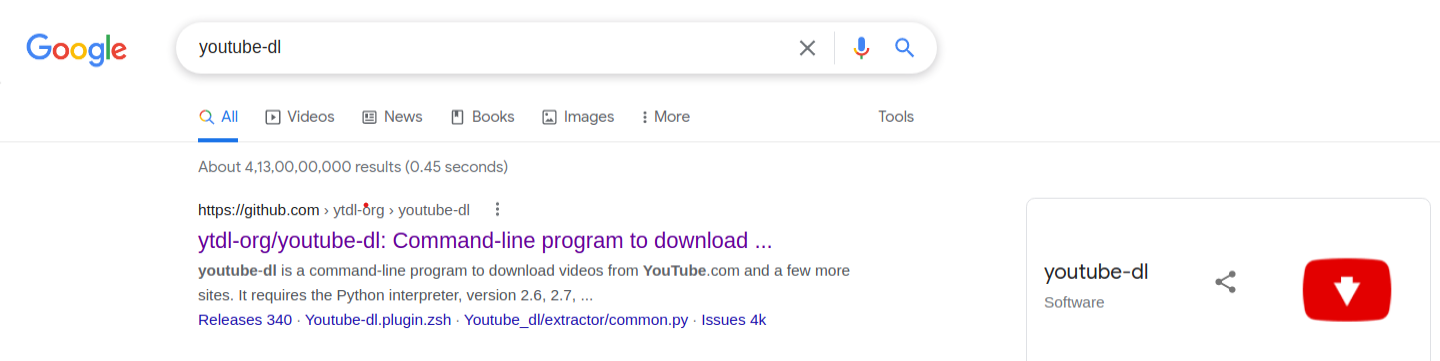 Google
youtube-dl
All Videos News Books Images More Tools
About 4,13,00,00,000 results (0.45 seconds)
https://github.com › ytdl-org › youtube-dl
ytdl-org/youtube-dl: Command-line program to download ...
youtube-dl is a command-line program to download videos from YouTube.com and a few more
sites. It requires the Python interpreter, version 2.6, 2.7, ...
Releases 340 · Youtube-dl.plugin.zsh · Youtube_dl/extractor/common.py · Issues 4k
youtube-dl
Software